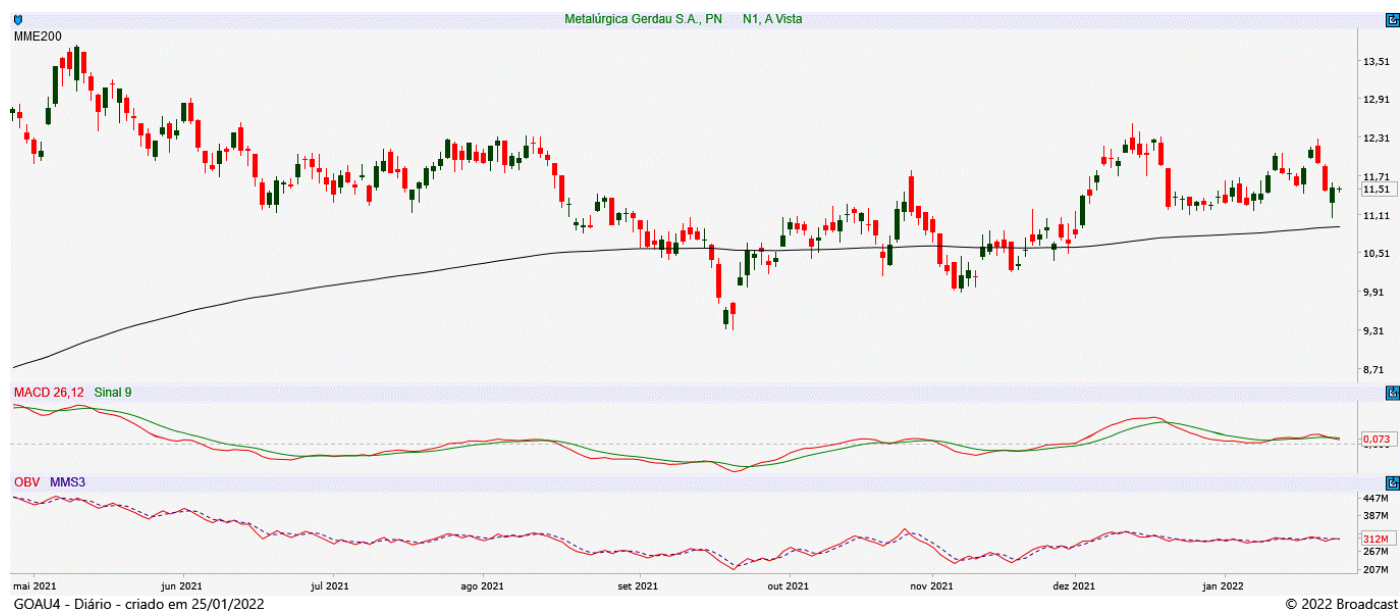 Metalúrgica Gerdau S.A., PN N1, A Vista
MME200
13,51
12,91
12,31
11,71
11,51
11,11
10,51
9,91
9,31
8,71
MACD 26,12 Sinal 9
0,073
OBV MMS3
447M
387M
312M
267M
207M
mai 2021 jun 2021 jul 2021 ago 2021 set 2021 out 2021 nov 2021 dez 2021 jan 2022
GOAU4 - Diário - criado em 25/01/2022 © 2022 Broadcast